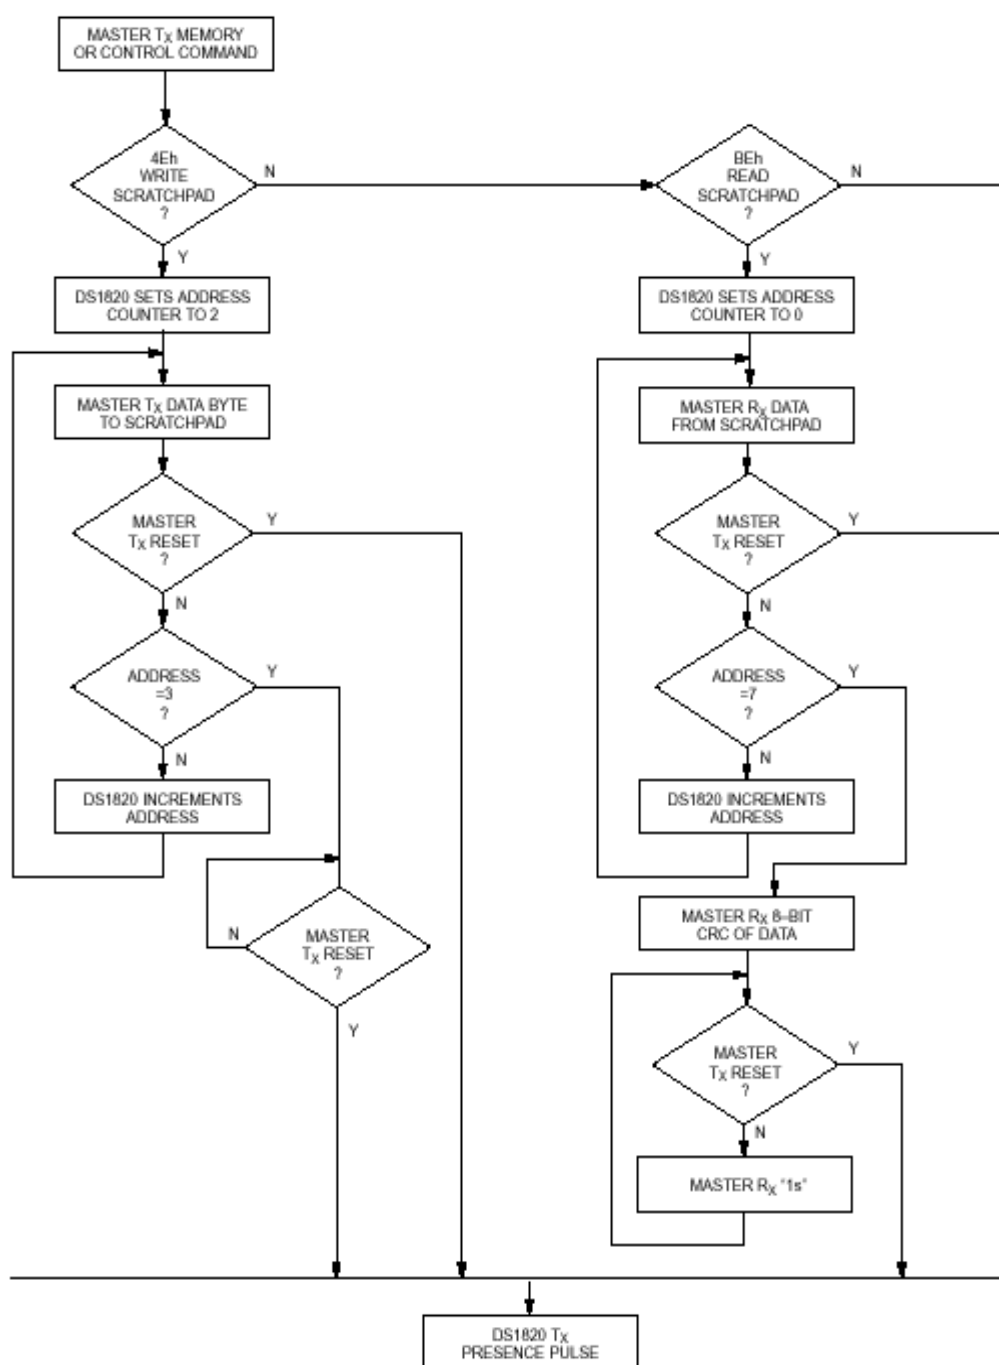 MASTER TX MEMORY
OR CONTROL COMMAND
4Eh
WRITE
SCRATCHPAD
?
N
Y
DS1820 SETS ADDRESS
COUNTER TO 2
MASTER TX DATA BYTE
TO SCRATCHPAD
MASTER
TX RESET
?
Y
N
ADDRESS
=3
?
Y
N
DS1820 INCREMENTS
ADDRESS
MASTER
TX RESET
?
N
Y
BEh
READ
SCRATCHPAD
?
N
Y
DS1820 SETS ADDRESS
COUNTER TO 0
MASTER RX DATA
FROM SCRATCHPAD
MASTER
TX RESET
?
Y
N
ADDRESS
=7
?
Y
N
DS1820 INCREMENTS
ADDRESS
MASTER RX 8–BIT
CRC OF DATA
MASTER
TX RESET
?
Y
N
MASTER RX "1s"
DS1820 TX
PRESENCE PULSE